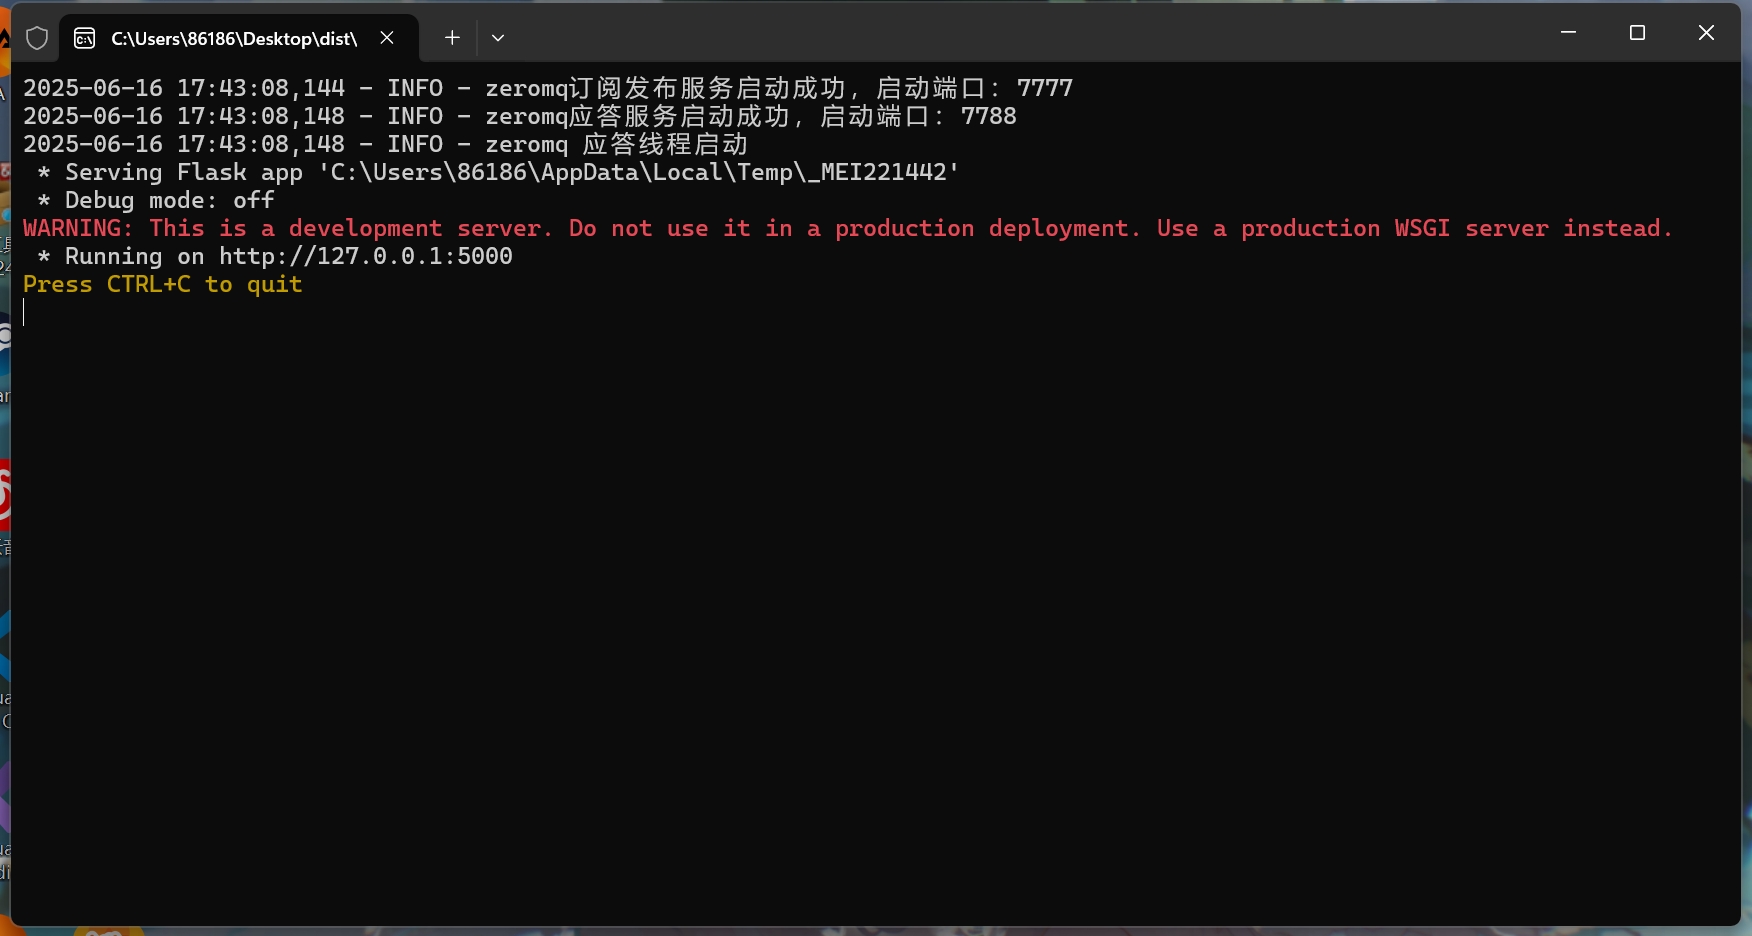 C:\Users\86186\Desktop\dist\
2025-06-16 17:43:08,144 - INFO - zeromq订阅发布服务启动成功，启动端口：7777
2025-06-16 17:43:08,148 - INFO - zeromq应答服务启动成功，启动端口：7788
2025-06-16 17:43:08,148 - INFO - zeromq 应答线程启动
 * Serving Flask app 'C:\Users\86186\AppData\Local\Temp\_MEI221442'
 * Debug mode: off
WARNING: This is a development server. Do not use it in a production deployment. Use a production WSGI server instead.
 * Running on http://127.0.0.1:5000
Press CTRL+C to quit